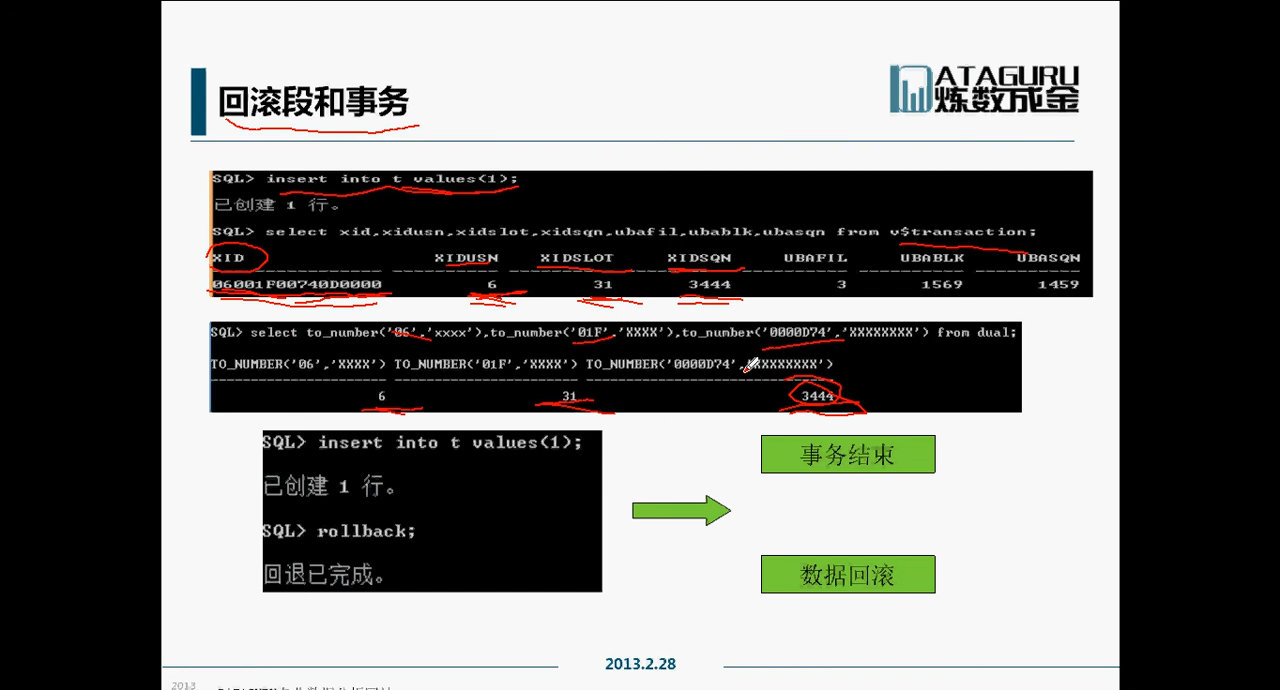 回滚段和事务
DATAGURU
炼数成金
SQL> insert into t values(1);
已创建 1 行。
SQL> select xid,xidusn,xidslot,xidsqn,ubafil,ubablk,ubasqn from v$transaction;
XID XIDUSN XIDSLOT XIDSQN UBAFIL UBABLK UBASQN
06001F00740D0000 6 31 3444 3 1569 1459
SQL> select to_number('06','xxxx'),to_number('01F','XXXX'),to_number('0000D74','XXXXXXXX') from dual;
TO_NUMBER('06','XXXX') TO_NUMBER('01F','XXXX') TO_NUMBER('0000D74','XXXXXXXX')
6 31 3444
SQL> insert into t values(1);
已创建 1 行。
SQL> rollback;
回退已完成。
事务结束
数据回滚
2013.2.28
2013